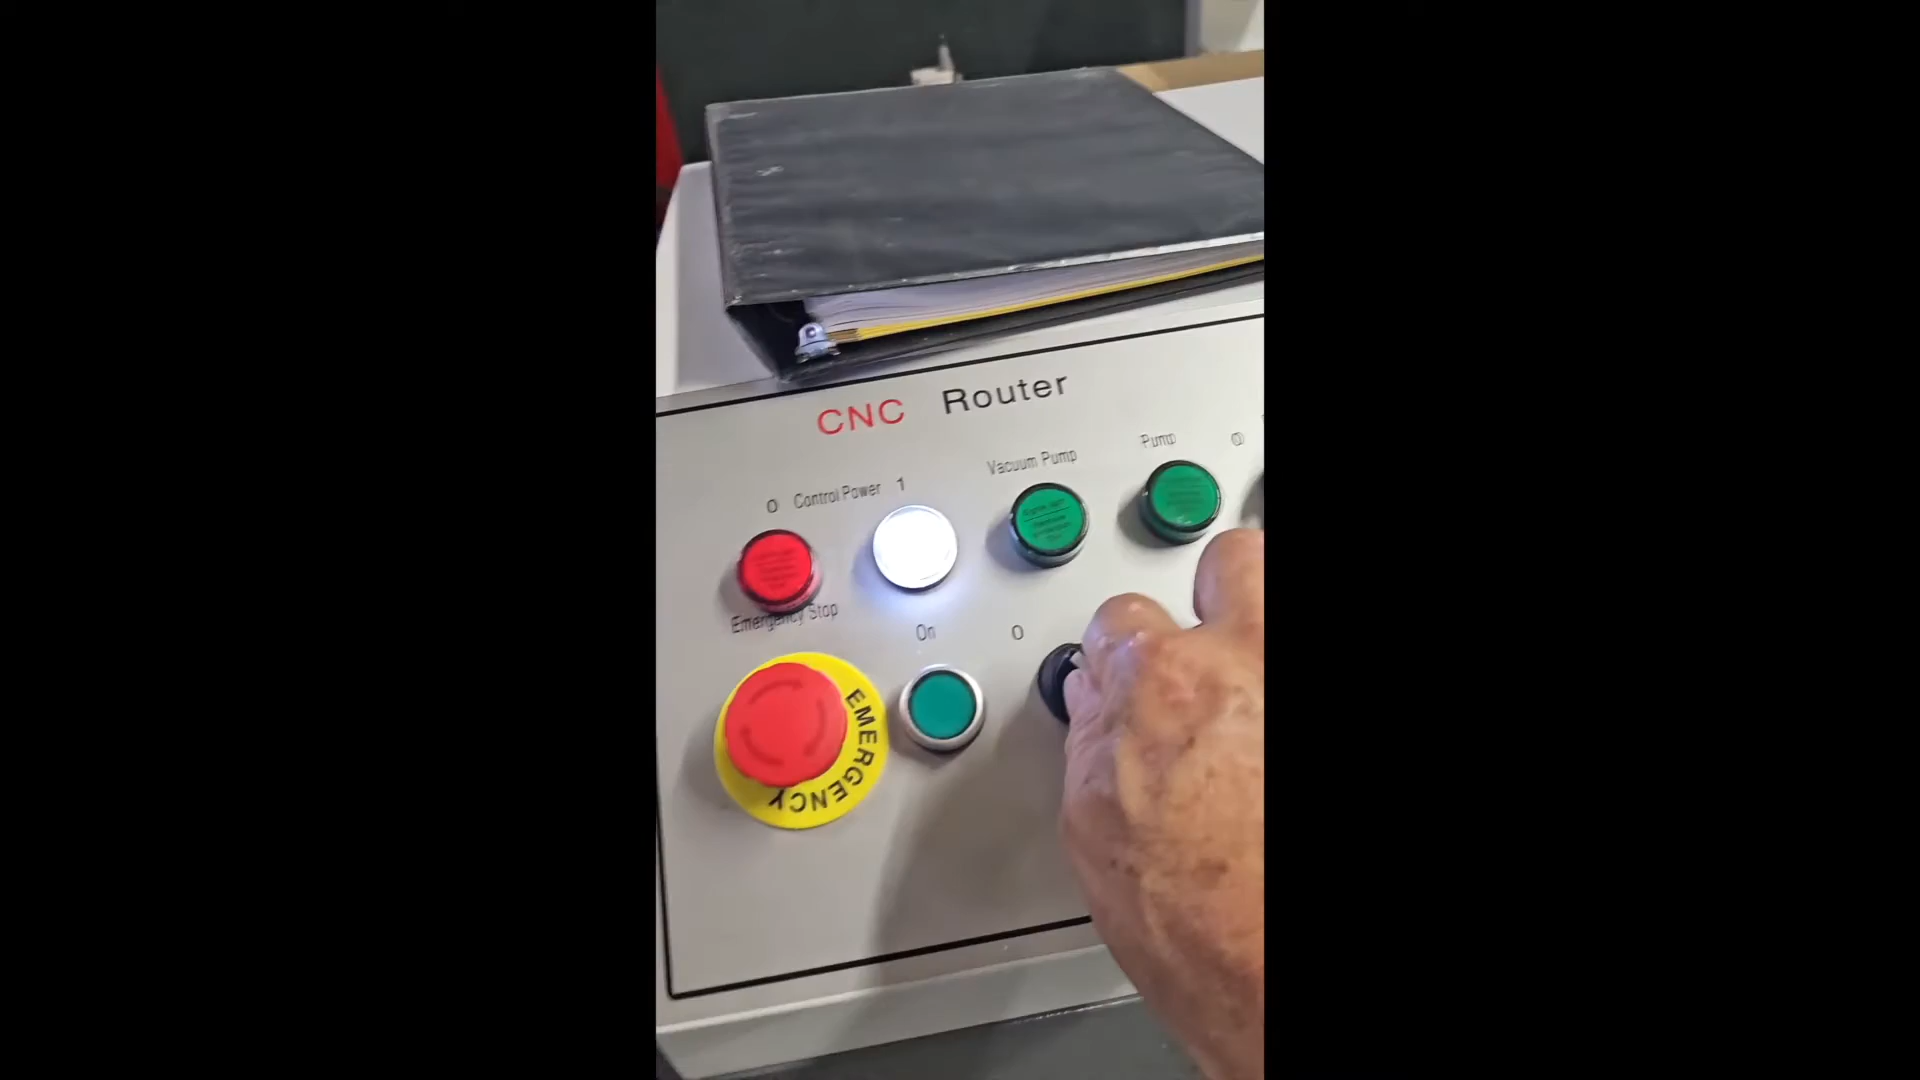 CNC Router
Vacuum Pump
Pump
0 Control Power 1
Emergency Stop
On
0
EMERGENCY